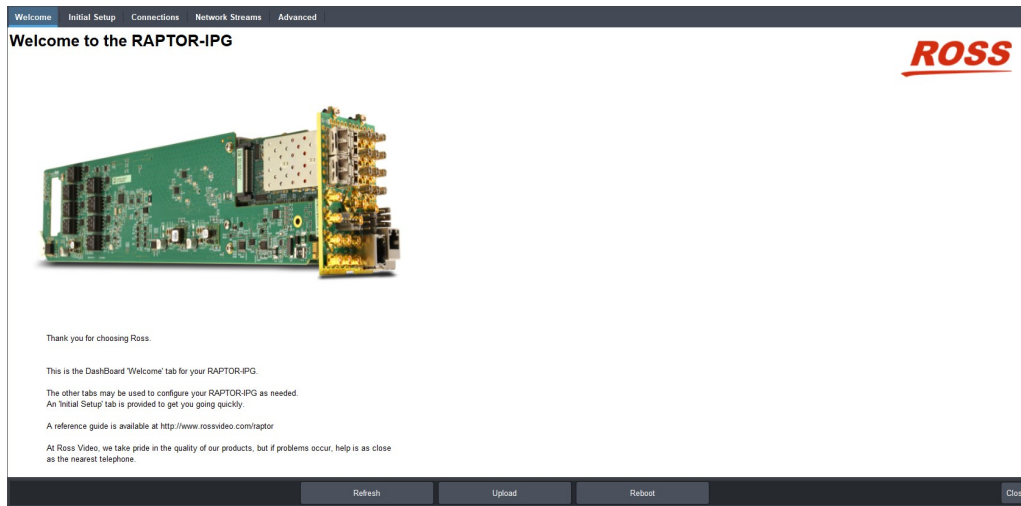 Welcome Initial Setup Connections Network Streams Advanced
Welcome to the RAPTOR-IPG
ROSS
Thank you for choosing Ross.
This is the DashBoard 'Welcome' tab for your RAPTOR-IPG.
The other tabs may be used to configure your RAPTOR-IPG as needed.
An 'Initial Setup' tab is provided to get you going quickly.
A reference guide is available at http://www.rossvideo.com/raptor
At Ross Video, we take pride in the quality of our products, but if problems occur, help is as close
as the nearest telephone.
Refresh Upload Reboot Clos